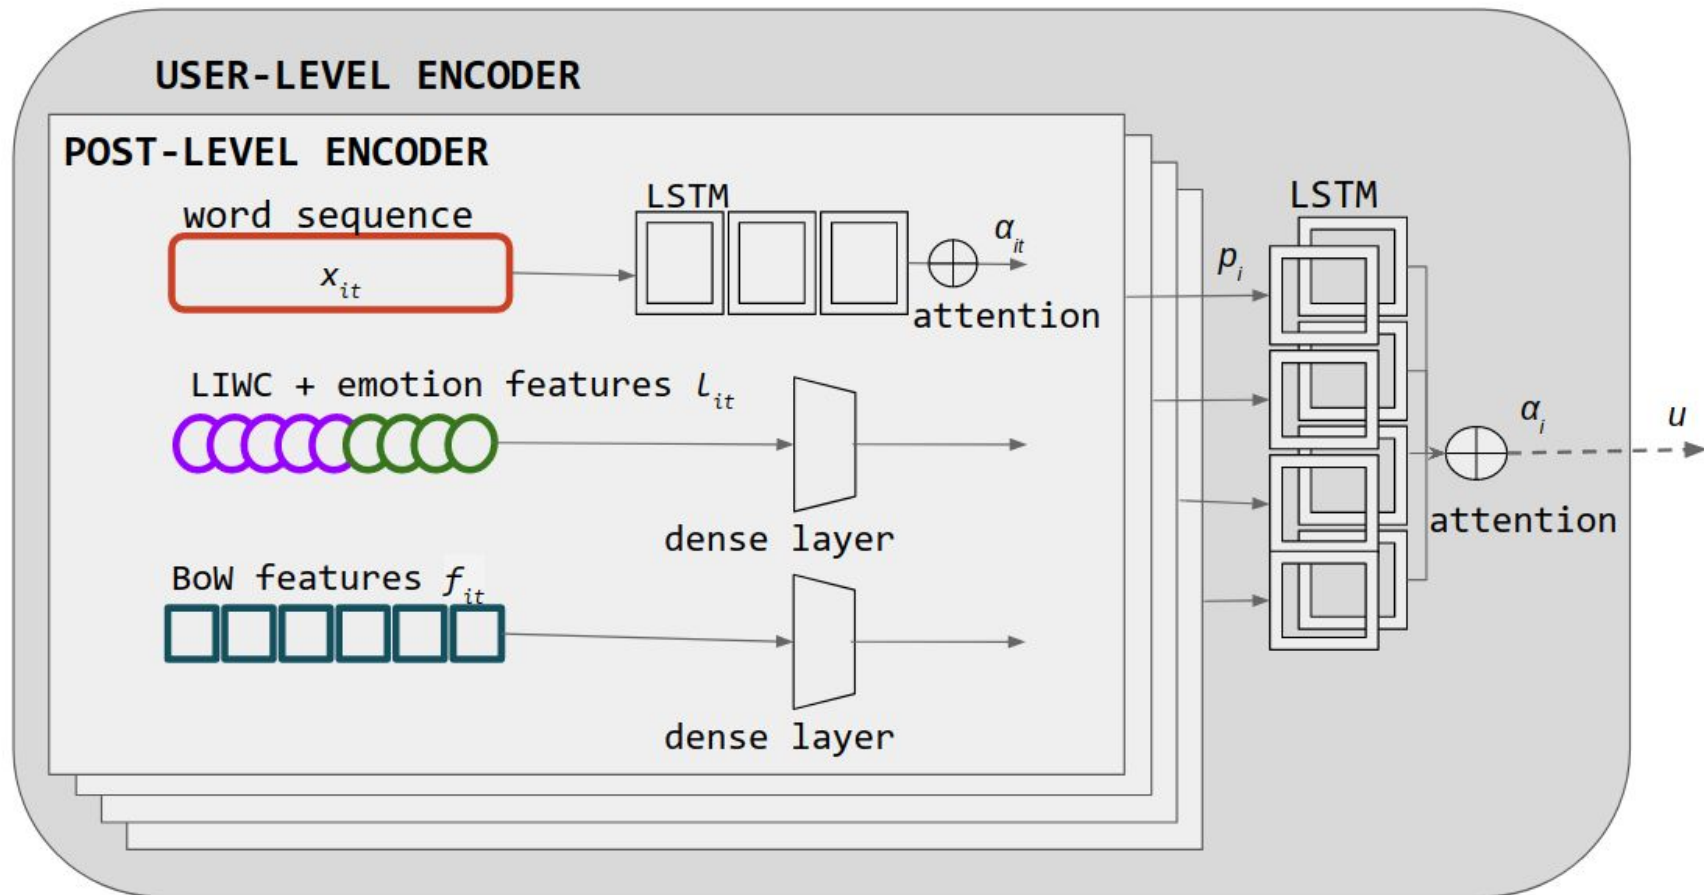 USER-LEVEL ENCODER
POST-LEVEL ENCODER
word sequence
x_it
LSTM
α_it
attention
LIWC + emotion features l_it
dense layer
BoW features f_it
dense layer
p_i
LSTM
α_i
attention
u